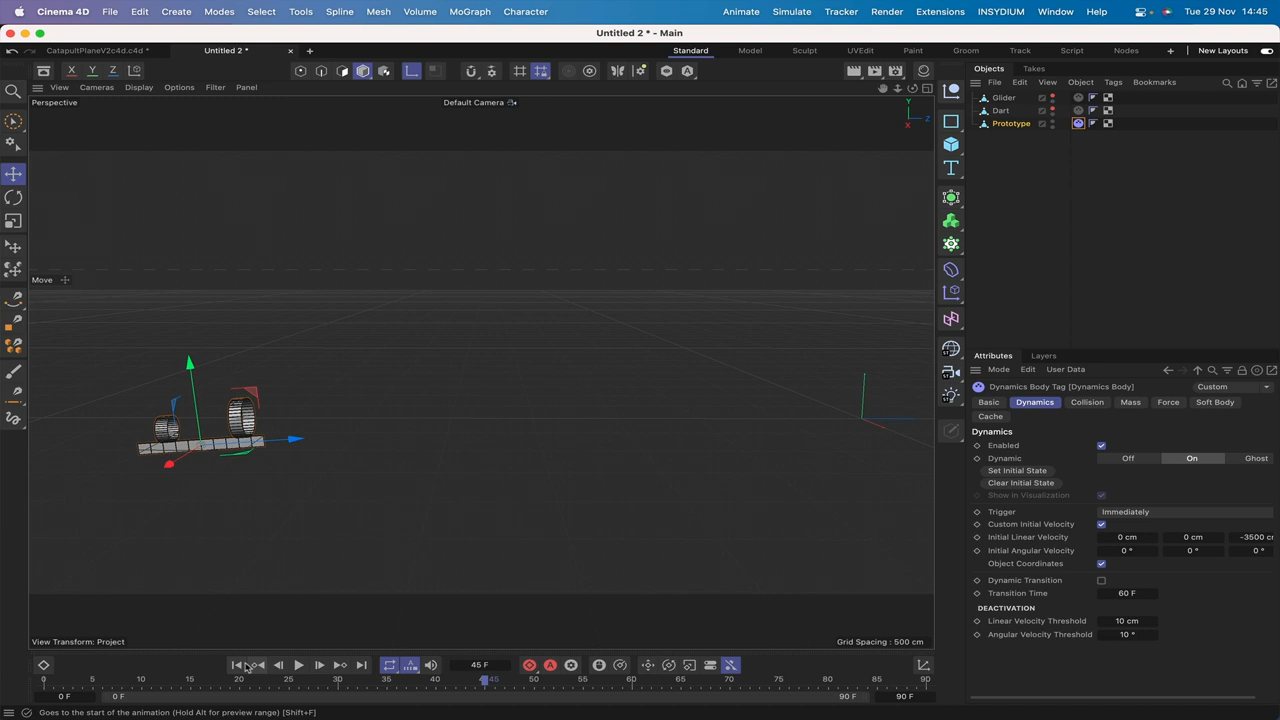 Cinema 4D File Edit Create Modes Select Tools Spline Mesh Volume MoGraph Character Animate Simulate Tracker Render Extensions INSYDIUM Window Help Tue 29 Nov 14:45
Untitled 2 * - Main
CatapultPlaneV2c4d.c4d * Untitled 2 * Standard Model Sculpt UVEdit Paint Groom Track Script Nodes New Layouts
X Y Z
Objects Takes
View Cameras Display Options Filter Panel
File Edit View Object Tags Bookmarks
Perspective
Default Camera
Y
Z
X
Glider
Dart
Prototype
Move
Attributes Layers
Mode Edit User Data
Dynamics Body Tag [Dynamics Body] Custom
Basic Dynamics Collision Mass Force Soft Body
Cache
Dynamics
Enabled
Dynamic Off On Ghost
Set Initial State
Clear Initial State
Show in Visualization
Trigger Immediately
Custom Initial Velocity
Initial Linear Velocity 0 cm 0 cm -3500 c
Initial Angular Velocity 0 ° 0 ° 0 °
Object Coordinates
Dynamic Transition
Transition Time 60 F
DEACTIVATION
Linear Velocity Threshold 10 cm
Angular Velocity Threshold 10 °
View Transform: Project
Grid Spacing : 500 cm
45 F
0 5 10 15 20 25 30 35 40 45 50 55 60 65 70 75 80 85 90
0 F 0 F 90 F 90 F
Goes to the start of the animation (Hold Alt for preview range) [Shift+F]